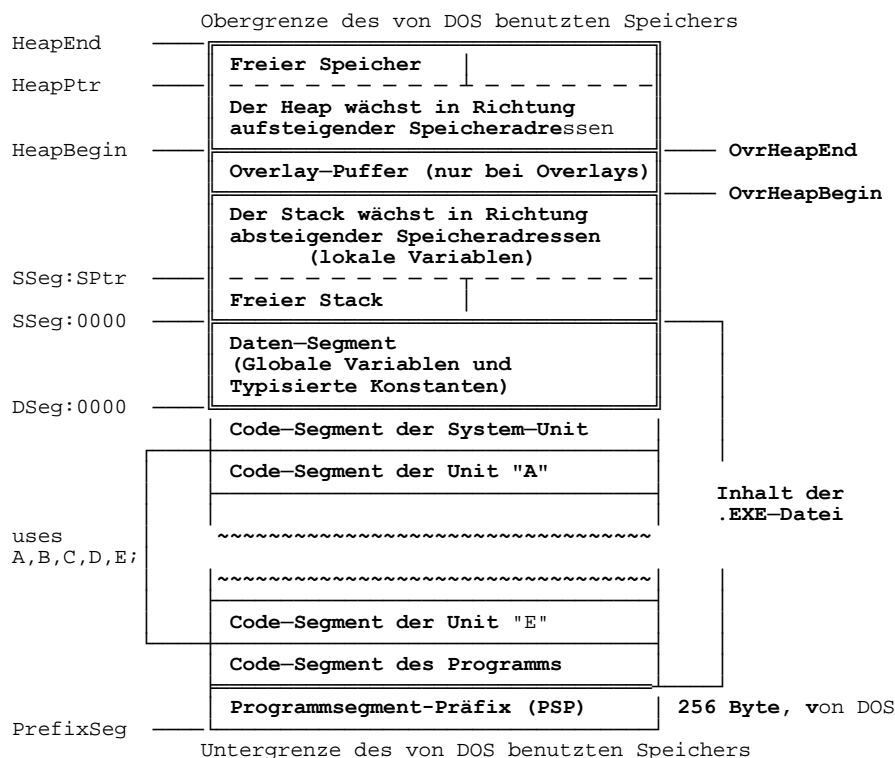 Obergrenze des von DOS benutzten Speichers
HeapEnd
Freier Speicher
HeapPtr
Der Heap wächst in Richtung
aufsteigender Speicheradressen
HeapBegin
OvrHeapEnd
Overlay—Puffer (nur bei Overlays)
OvrHeapBegin
Der Stack wächst in Richtung
absteigender Speicheradressen
(lokale Variablen)
SSeg:SPtr
Freier Stack
SSeg:0000
Daten—Segment
(Globale Variablen und
Typisierte Konstanten)
DSeg:0000
Code—Segment der System—Unit
Code—Segment der Unit "A"
Inhalt der
.EXE—Datei
uses
A,B,C,D,E;
Code—Segment der Unit "E"
Code—Segment des Programms
Programmsegment-Präfix (PSP)
256 Byte, von DOS
PrefixSeg
Untergrenze des von DOS benutzten Speichers